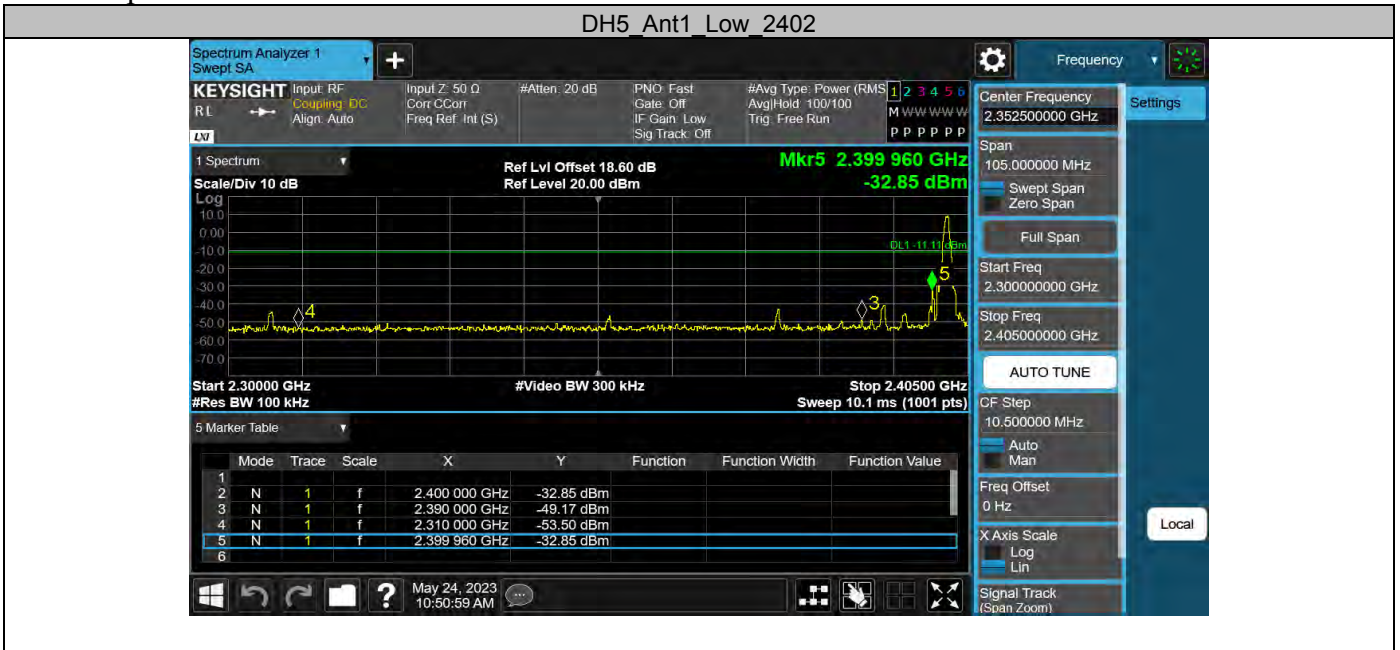 DH5_Ant1_Low_2402
Spectrum Analyzer 1
Swept SA
Frequency
KEYSIGHT
RL
LXI
Input: RF
Coupling: DC
Align: Auto
Input Z: 50 Ω
Corr CCorr
Freq Ref: Int (S)
#Atten: 20 dB
PNO: Fast
Gate: Off
IF Gain: Low
Sig Track: Off
#Avg Type: Power (RMS
Avg|Hold: 100/100
Trig: Free Run
1 2 3 4 5 6
M W W W W W
P P P P P P
1 Spectrum
Scale/Div 10 dB
Ref Lvl Offset 18.60 dB
Ref Level 20.00 dBm
Mkr5 2.399 960 GHz
-32.85 dBm
Log
10.0
0.00
-10.0
-20.0
-30.0
-40.0
-50.0
-60.0
-70.0
DL1 -11.11 dBm
4
3
5
Start 2.30000 GHz
#Video BW 300 kHz
Stop 2.40500 GHz
#Res BW 100 kHz
Sweep 10.1 ms (1001 pts)
5 Marker Table
Mode Trace Scale X Y Function Function Width Function Value
1
2 N 1 f 2.400 000 GHz -32.85 dBm
3 N 1 f 2.390 000 GHz -49.17 dBm
4 N 1 f 2.310 000 GHz -53.50 dBm
5 N 1 f 2.399 960 GHz -32.85 dBm
6
?
May 24, 2023
10:50:59 AM
Center Frequency
2.352500000 GHz
Settings
Span
105.000000 MHz
Swept Span
Zero Span
Full Span
Start Freq
2.300000000 GHz
Stop Freq
2.405000000 GHz
AUTO TUNE
CF Step
10.500000 MHz
Auto
Man
Freq Offset
0 Hz
Local
X Axis Scale
Log
Lin
Signal Track
(Span Zoom)